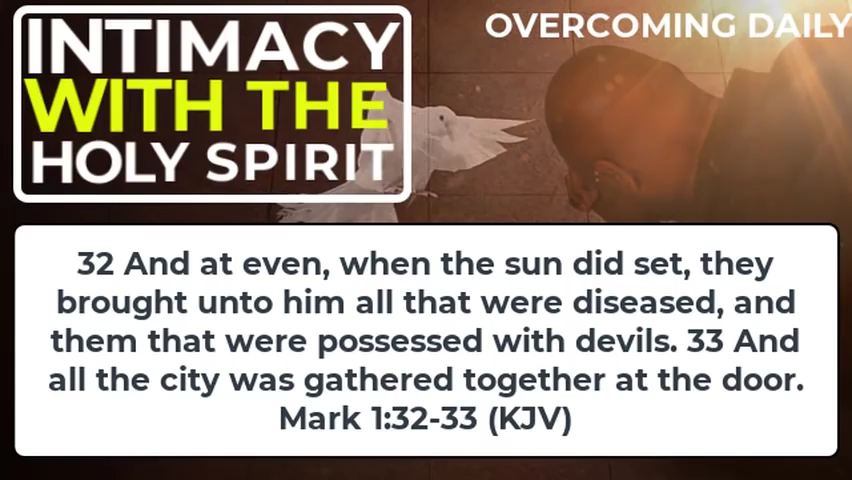 INTIMACY
WITH THE
HOLY SPIRIT
OVERCOMING DAILY
32 And at even, when the sun did set, they
brought unto him all that were diseased, and
them that were possessed with devils. 33 And
all the city was gathered together at the door.
Mark 1:32-33 (KJV)